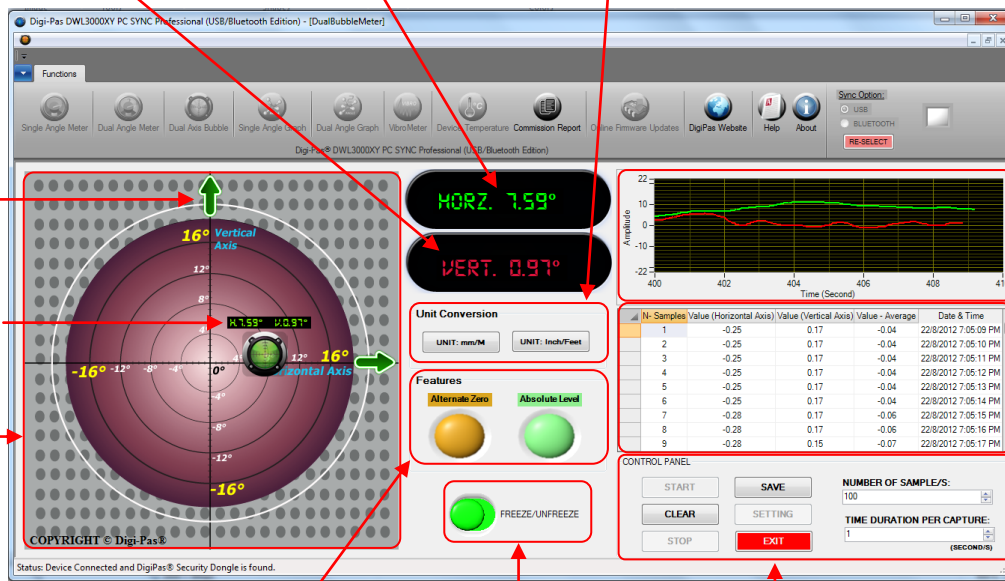 Digi-Pas DWL3000XY PC SYNC Professional (USB/Bluetooth Edition) - [DualBubbleMeter]
Functions
Single Angle Meter Dual Angle Meter Dual Axis Bubble Single Angle Graph Dual Angle Graph VibroMeter Device Temperature Commission Report Online Firmware Updates DigiPas Website Help About
Digi-Pas® DWL3000XY PC SYNC Professional (USB/Bluetooth Edition)
Sync Option:
USB
BLUETOOTH
RE-SELECT
16° Vertical
Axis
12°
8°
4°
H.7.59° V.0.97°
-16° -12° -8° -4° 0° 4° 12° 16°
Horizontal Axis
-4°
-8°
-12°
-16°
COPYRIGHT © Digi-Pas®
HORZ. 7.59°
VERT. 0.97°
Unit Conversion
UNIT: mm/M UNIT: Inch/Feet
Features
Alternate Zero Absolute Level
FREEZE/UNFREEZE
Amplitude
22
10
0
-10
-22
400 402 404 406 408 41
Time (Second)
N- Samples Value (Horizontal Axis) Value (Vertical Axis) Value - Average Date & Time
1 -0.25 0.17 -0.04 22/8/2012 7:05:09 PM
2 -0.25 0.17 -0.04 22/8/2012 7:05:10 PM
3 -0.25 0.17 -0.04 22/8/2012 7:05:11 PM
4 -0.25 0.17 -0.04 22/8/2012 7:05:12 PM
5 -0.25 0.17 -0.04 22/8/2012 7:05:13 PM
6 -0.25 0.17 -0.04 22/8/2012 7:05:14 PM
7 -0.28 0.17 -0.06 22/8/2012 7:05:15 PM
8 -0.28 0.17 -0.06 22/8/2012 7:05:16 PM
9 -0.28 0.15 -0.07 22/8/2012 7:05:17 PM
CONTROL PANEL
START SAVE
CLEAR SETTING
STOP EXIT
NUMBER OF SAMPLE/S:
100
TIME DURATION PER CAPTURE:
1
(SECOND/S)
Status: Device Connected and DigiPas® Security Dongle is found.